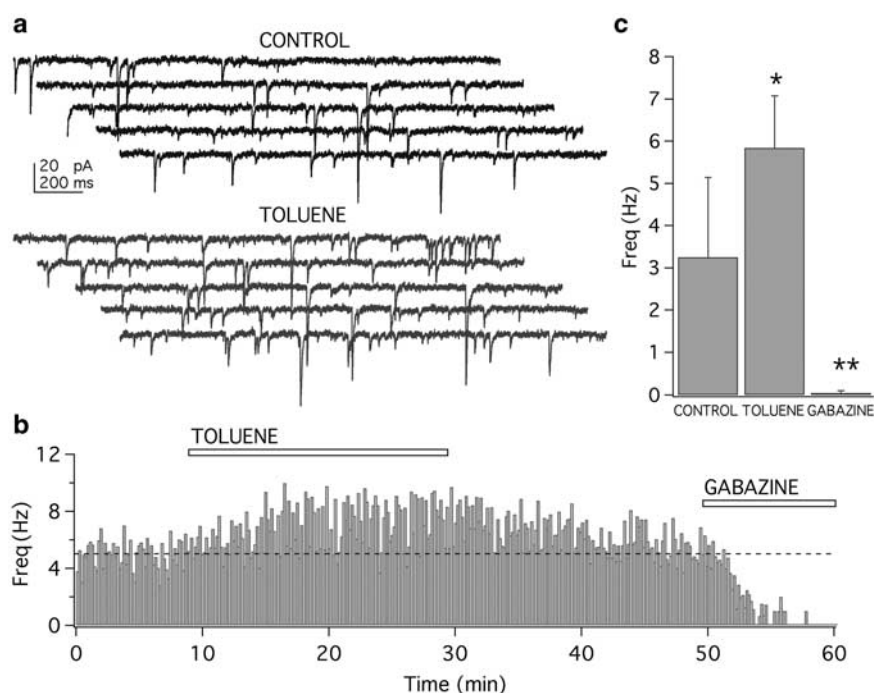 a
CONTROL
20 pA
200 ms
TOLUENE
c
8
7
6
5
4
3
2
1
0
Freq (Hz)
*
**
CONTROL TOLUENE GABAZINE
b
TOLUENE
GABAZINE
12
8
4
0
Freq (Hz)
0 10 20 30 40 50 60
Time (min)